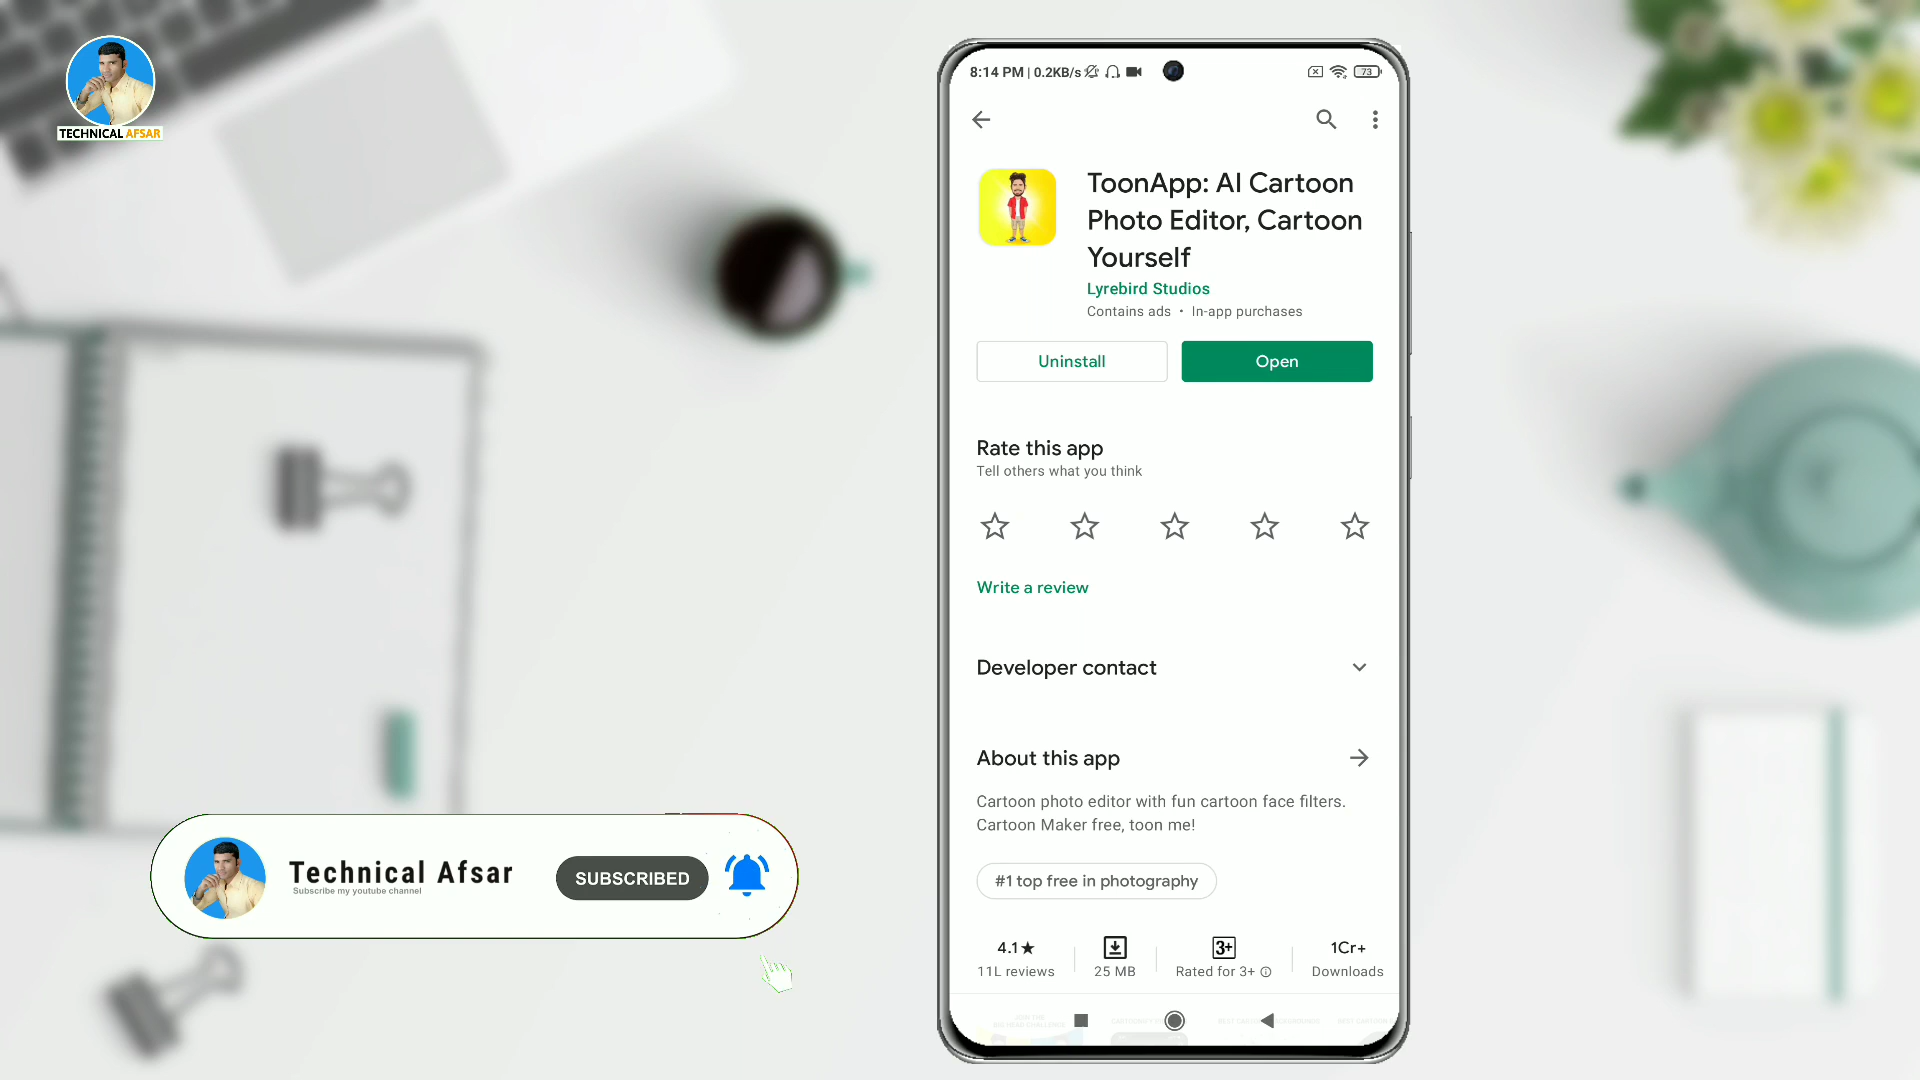 TECHNICAL AFSAR
8:14 PM | 0.2KB/s
73
ToonApp: AI Cartoon
Photo Editor, Cartoon
Yourself
Lyrebird Studios
Contains ads • In-app purchases
Uninstall
Open
Rate this app
Tell others what you think
Write a review
Developer contact
About this app
Cartoon photo editor with fun cartoon face filters.
Cartoon Maker free, toon me!
#1 top free in photography
4.1★
11L reviews
25 MB
3+
Rated for 3+
1Cr+
Downloads
Technical Afsar
Subscribe my youtube channel
SUBSCRIBED